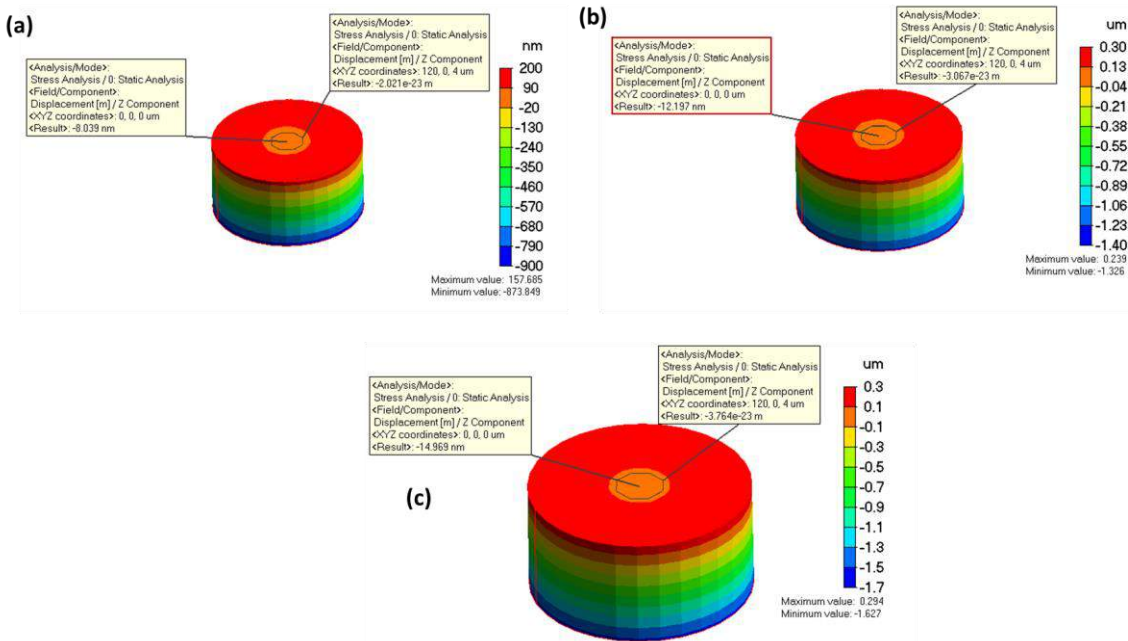 (a)
<Analysis/Mode>:
Stress Analysis / 0: Static Analysis
<Field/Component>:
Displacement [m] / Z Component
<XYZ coordinates>: 0, 0, 0 um
<Result>: -8.039 nm
<Analysis/Mode>:
Stress Analysis / 0: Static Analysis
<Field/Component>:
Displacement [m] / Z Component
<XYZ coordinates>: 120, 0, 4 um
<Result>: -2.021e-23 m
nm
200
90
-20
-130
-240
-350
-460
-570
-680
-790
-900
Maximum value: 157.685
Minimum value: -873.849
(b)
<Analysis/Mode>:
Stress Analysis / 0: Static Analysis
<Field/Component>:
Displacement [m] / Z Component
<XYZ coordinates>: 0, 0, 0 um
<Result>: -12.197 nm
<Analysis/Mode>:
Stress Analysis / 0: Static Analysis
<Field/Component>:
Displacement [m] / Z Component
<XYZ coordinates>: 120, 0, 4 um
<Result>: -3.067e-23 m
um
0.30
0.13
-0.04
-0.21
-0.38
-0.55
-0.72
-0.89
-1.06
-1.23
-1.40
Maximum value: 0.239
Minimum value: -1.326
<Analysis/Mode>:
Stress Analysis / 0: Static Analysis
<Field/Component>:
Displacement [m] / Z Component
<XYZ coordinates>: 0, 0, 0 um
<Result>: -14.969 nm
<Analysis/Mode>:
Stress Analysis / 0: Static Analysis
<Field/Component>:
Displacement [m] / Z Component
<XYZ coordinates>: 120, 0, 4 um
<Result>: -3.764e-23 m
(c)
um
0.3
0.1
-0.1
-0.3
-0.5
-0.7
-0.9
-1.1
-1.3
-1.5
-1.7
Maximum value: 0.294
Minimum value: -1.627